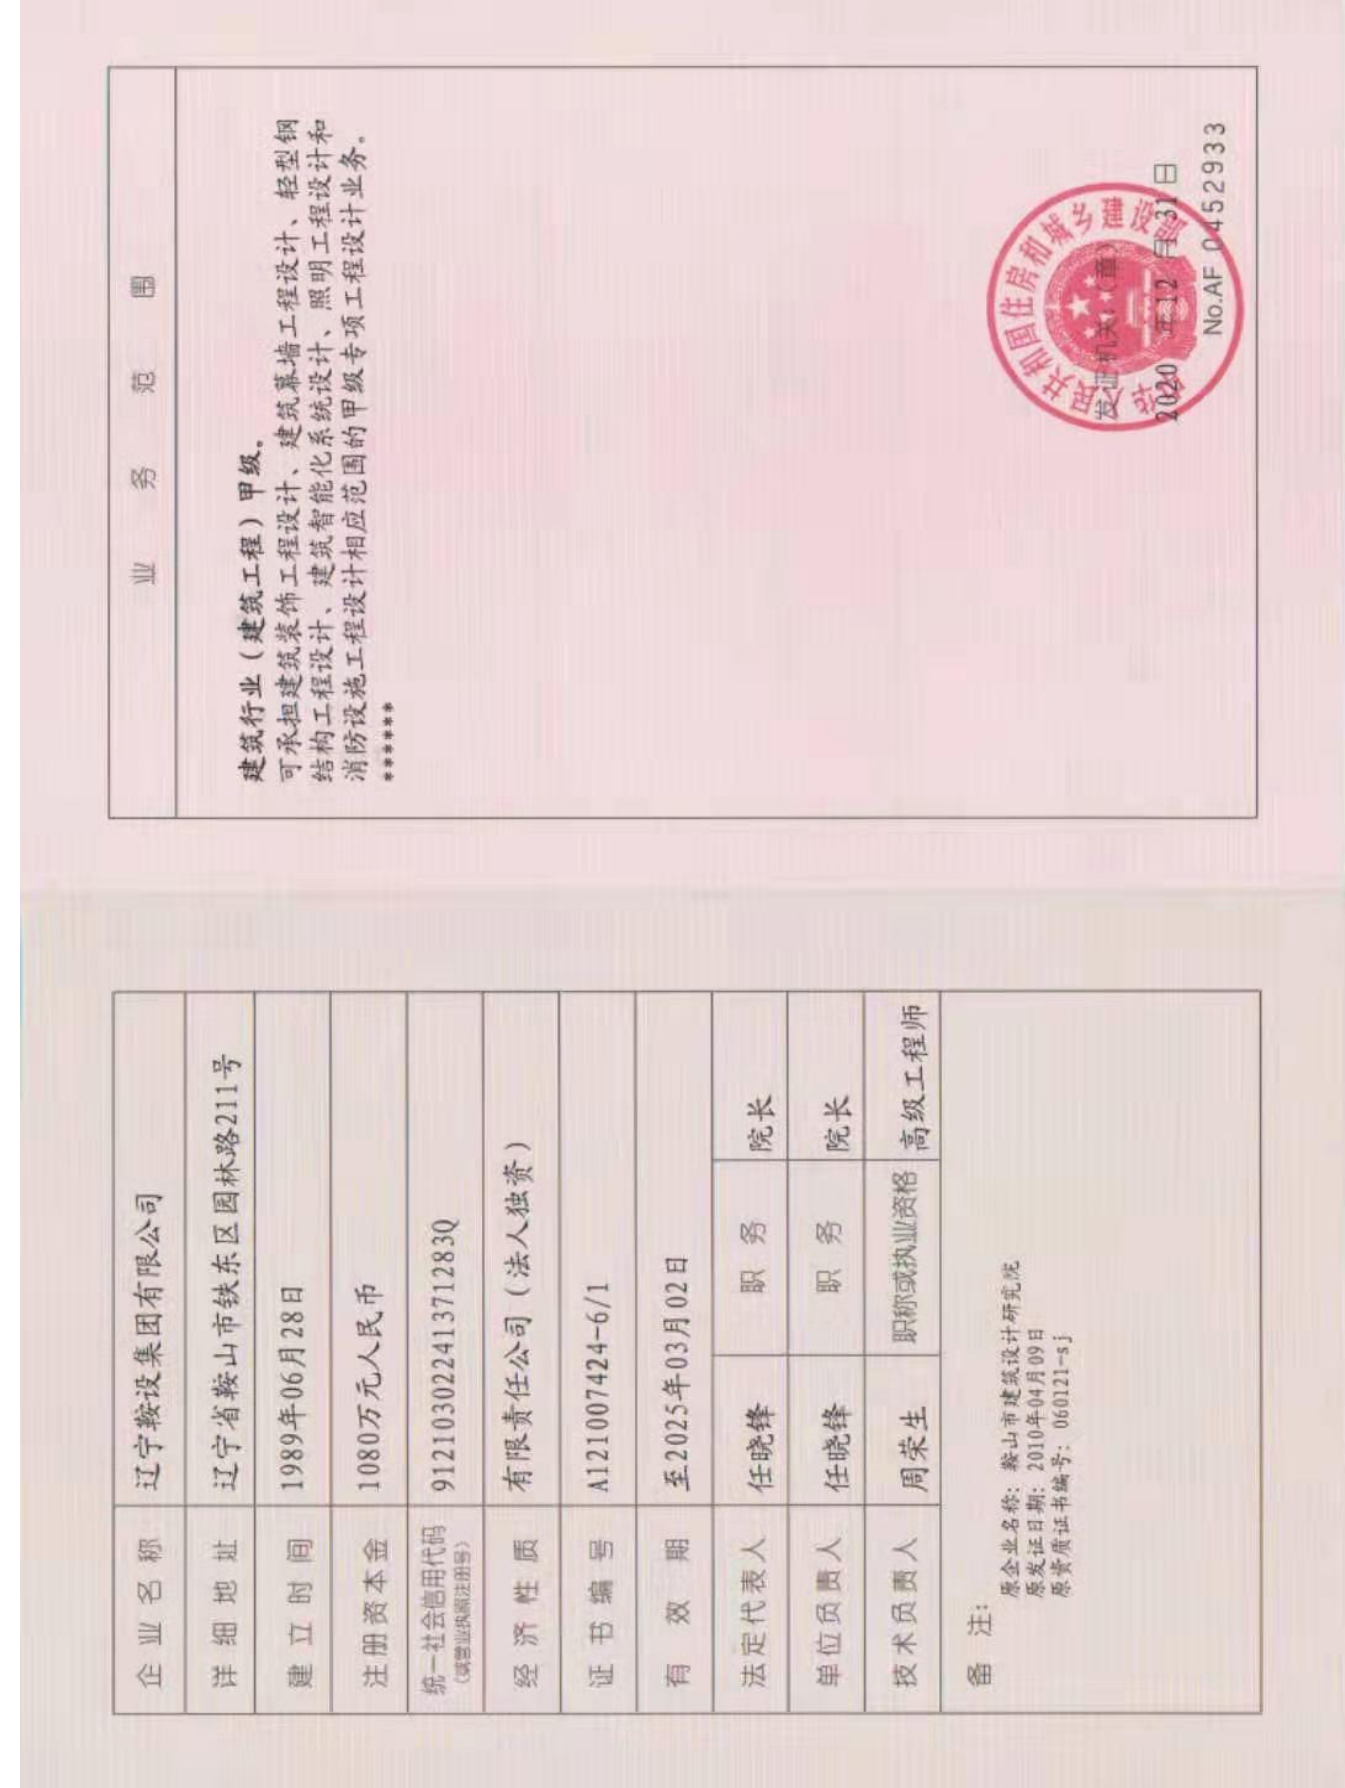 企业名称 辽宁鞍设集团有限公司
详细地址 辽宁省鞍山市铁东区园林路211号
建立时间 1989年06月28日
注册资本金 1080万元人民币
统一社会信用代码 912103022413712830Q
(或营业执照注册号)
经济性质 有限责任公司（法人独资）
证书编号 A121007424-6/1
有效期 至2025年03月02日
法定代表人 任晓锋 职务 院长
单位负责人 任晓锋 职务 院长
技术负责人 周荣生 职称或执业资格 高级工程师
备注:
原企业名称: 鞍山市建筑设计研究院
原发证日期: 2010年04月09日
原资质证书编号: 060121-sj
业务范围
建筑行业（建筑工程）甲级。
可承担建筑装饰工程设计、建筑幕墙工程设计、轻型钢
结构工程设计、建筑智能化系统设计、照明工程设计和
消防设施工程设计相应范围的甲级专项工程设计业务。
******
中华人民共和国住房和城乡建设部
发证机关:（章）
2020年12月31日
No.AF 0452933